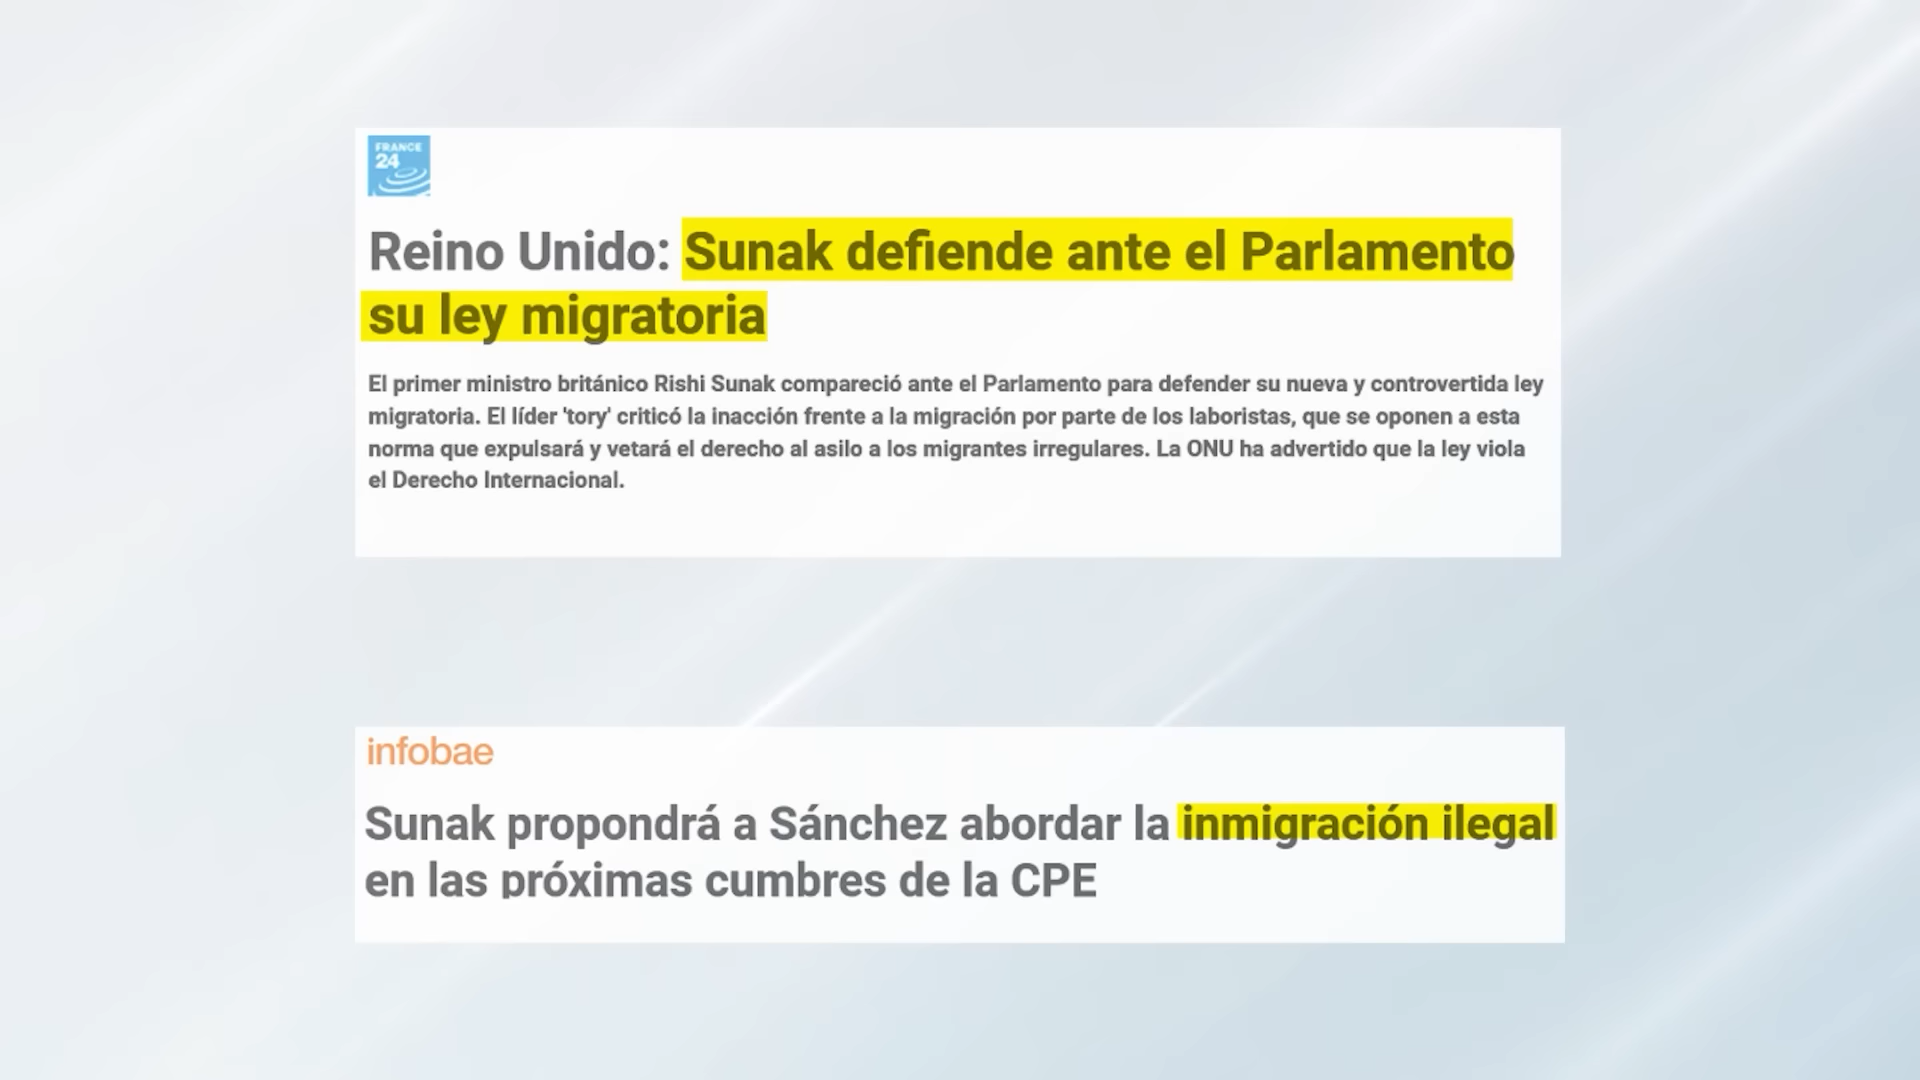 FRANCE
24
Reino Unido: Sunak defiende ante el Parlamento
su ley migratoria
El primer ministro británico Rishi Sunak compareció ante el Parlamento para defender su nueva y controvertida ley
migratoria. El líder 'tory' criticó la inacción frente a la migración por parte de los laboristas, que se oponen a esta
norma que expulsará y vetará el derecho al asilo a los migrantes irregulares. La ONU ha advertido que la ley viola
el Derecho Internacional.
infobae
Sunak propondrá a Sánchez abordar la inmigración ilegal
en las próximas cumbres de la CPE